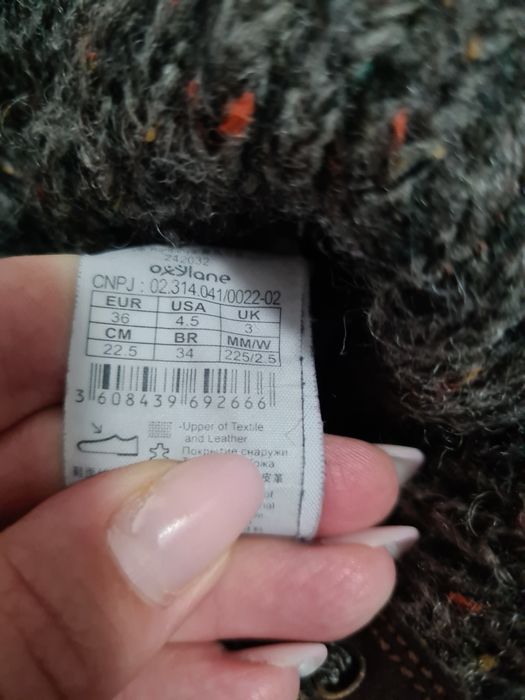 242032
oxylane
CNPJ : 02.314.041/0022-02
EUR USA UK
36 4.5 3
CM BR MM/W
22.5 34 225/2.5
3 608439 692666
-Upper of Textile
and Leather
Покрытие снаружи